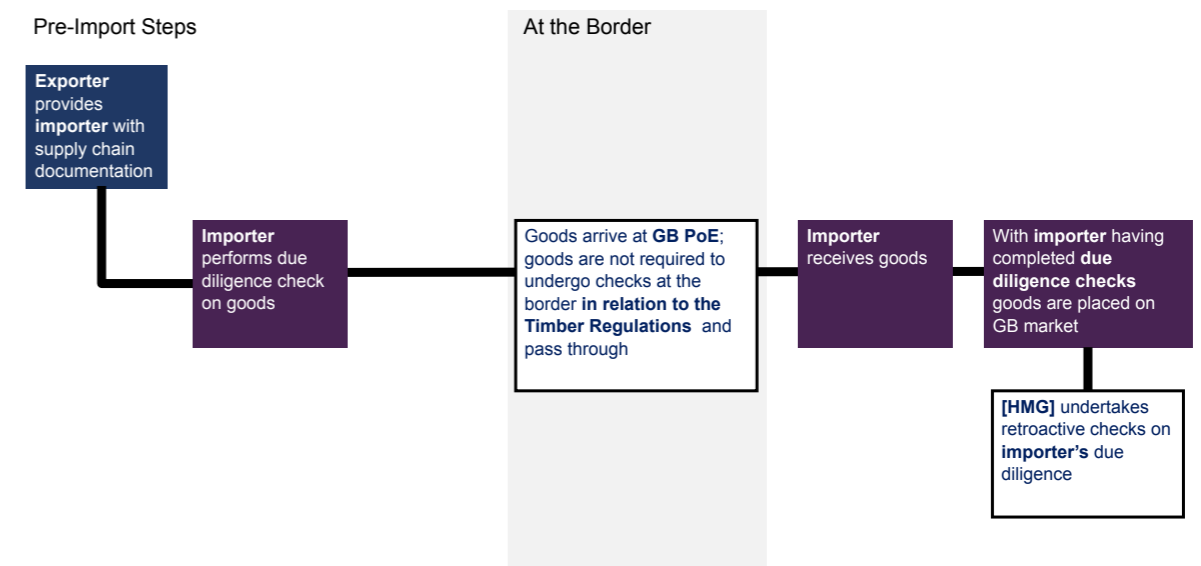 Pre-Import Steps
At the Border
Exporter
provides
importer with
supply chain
documentation
Importer
performs due
diligence check
on goods
Goods arrive at GB PoE;
goods are not required to
undergo checks at the
border in relation to the
Timber Regulations and
pass through
Importer
receives goods
With importer having
completed due
diligence checks
goods are placed on
GB market
[HMG] undertakes
retroactive checks on
importer’s due
diligence